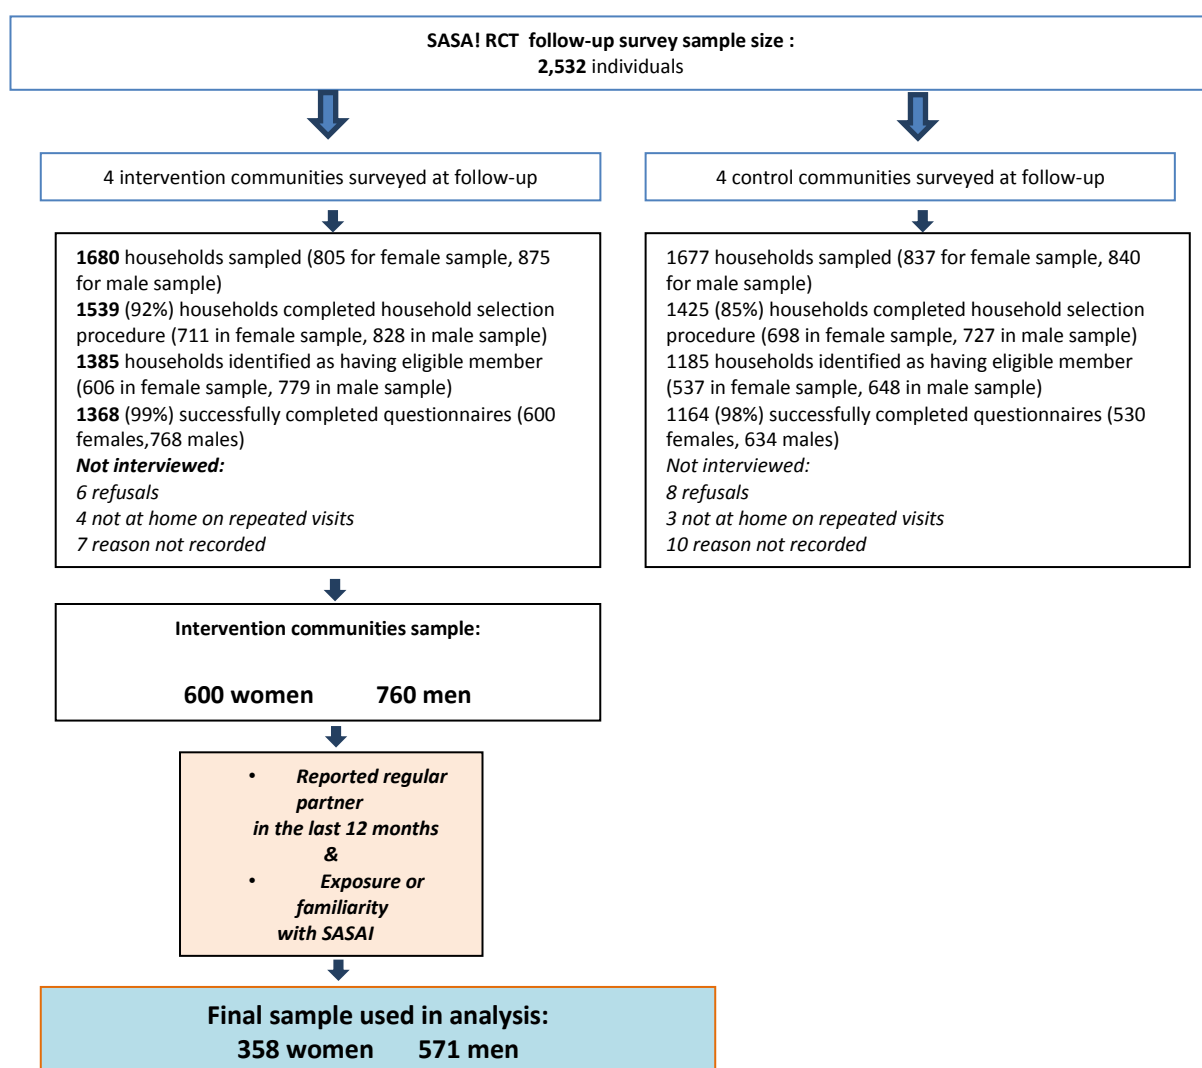 SASA! RCT follow-up survey sample size :
2,532 individuals
4 intervention communities surveyed at follow-up
1680 households sampled (805 for female sample, 875
for male sample)
1539 (92%) households completed household selection
procedure (711 in female sample, 828 in male sample)
1385 households identified as having eligible member
(606 in female sample, 779 in male sample)
1368 (99%) successfully completed questionnaires (600
females,768 males)
Not interviewed:
6 refusals
4 not at home on repeated visits
7 reason not recorded
4 control communities surveyed at follow-up
1677 households sampled (837 for female sample, 840
for male sample)
1425 (85%) households completed household selection
procedure (698 in female sample, 727 in male sample)
1185 households identified as having eligible member
(537 in female sample, 648 in male sample)
1164 (98%) successfully completed questionnaires (530
females, 634 males)
Not interviewed:
8 refusals
3 not at home on repeated visits
10 reason not recorded
Intervention communities sample:
600 women 760 men
• Reported regular
partner
in the last 12 months
&
• Exposure or
familiarity
with SASAI
Final sample used in analysis:
358 women 571 men